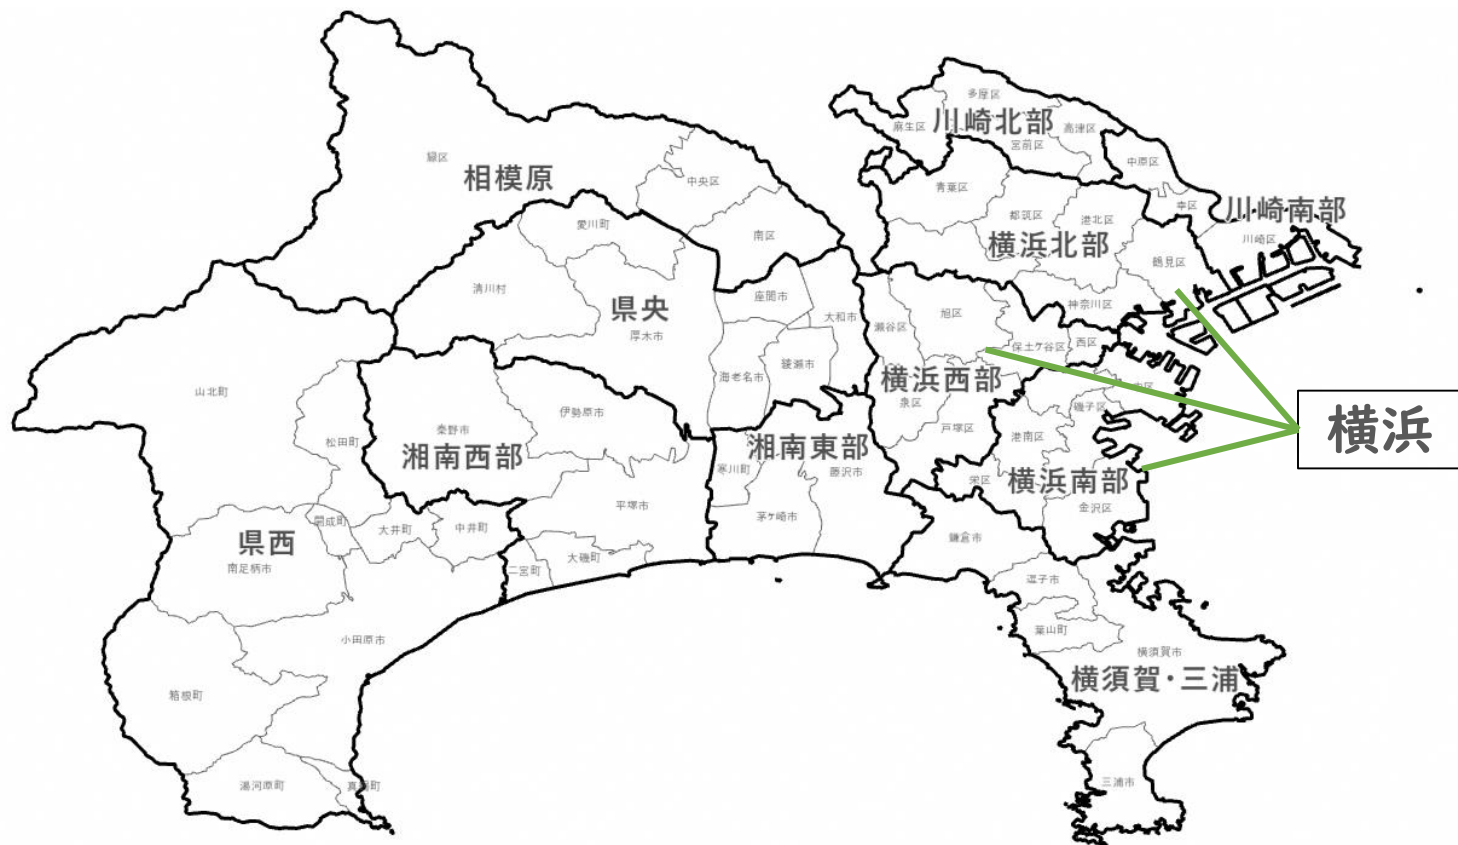 多摩区
麻生区
川崎北部
高津区
宮前区
中原区
緑区
相模原
中央区
青葉区
幸区
川崎南部
愛川町
南区
都筑区
港北区
横浜北部
川崎区
鶴見区
清川村
県央
座間市
大和市
神奈川区
厚木市
瀬谷区
旭区
保土ケ谷区
西区
綾瀬市
海老名市
横浜西部
山北町
泉区
中区
磯子区
伊勢原市
秦野市
松田町
湘南西部
湘南東部
寒川町
藤沢市
戸塚区
港南区
横浜
栄区
横浜南部
平塚市
金沢区
開成町
大井町
中井町
茅ヶ崎市
県西
南足柄市
鎌倉市
二宮町
大磯町
逗子市
小田原市
葉山町
横須賀市
横須賀・三浦
箱根町
湯河原町
真鶴町
三浦市